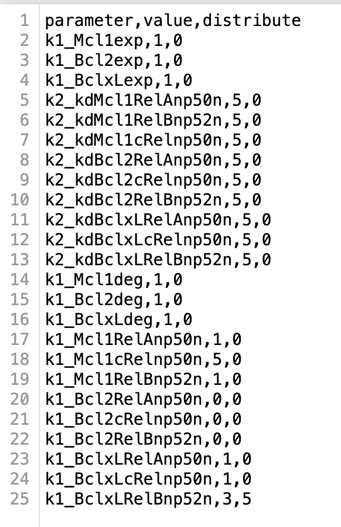 1 parameter,value,distribute
2 k1_Mcl1exp,1,0
3 k1_Bcl2exp,1,0
4 k1_BclxLexp,1,0
5 k2_kdMcl1RelAnp50n,5,0
6 k2_kdMcl1RelBnp52n,5,0
7 k2_kdMcl1cRelnp50n,5,0
8 k2_kdBcl2RelAnp50n,5,0
9 k2_kdBcl2cRelnp50n,5,0
10 k2_kdBcl2RelBnp52n,5,0
11 k2_kdBclxLRelAnp50n,5,0
12 k2_kdBclxLcRelnp50n,5,0
13 k2_kdBclxLRelBnp52n,5,0
14 k1_Mcl1deg,1,0
15 k1_Bcl2deg,1,0
16 k1_BclxLdeg,1,0
17 k1_Mcl1RelAnp50n,1,0
18 k1_Mcl1cRelnp50n,5,0
19 k1_Mcl1RelBnp52n,1,0
20 k1_Bcl2RelAnp50n,0,0
21 k1_Bcl2cRelnp50n,0,0
22 k1_Bcl2RelBnp52n,0,0
23 k1_BclxLRelAnp50n,1,0
24 k1_BclxLcRelnp50n,1,0
25 k1_BclxLRelBnp52n,3,5